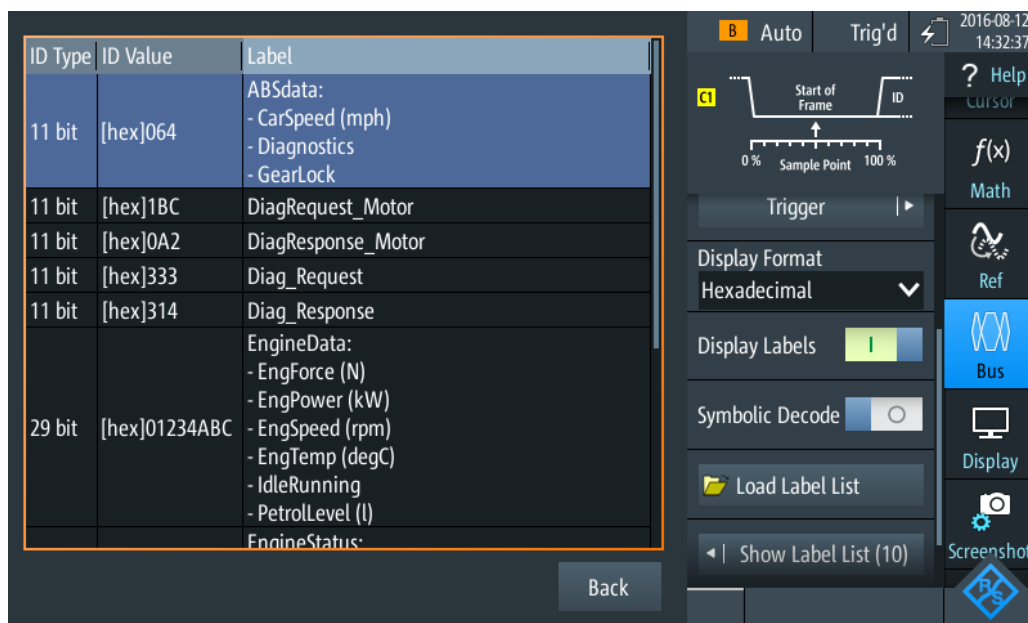 B Auto Trig'd 2016-08-12
14:32:37
ID Type ID Value Label
11 bit [hex]064 ABSdata:
- CarSpeed (mph)
- Diagnostics
- GearLock
11 bit [hex]1BC DiagRequest_Motor
11 bit [hex]0A2 DiagResponse_Motor
11 bit [hex]333 Diag_Request
11 bit [hex]314 Diag_Response
29 bit [hex]01234ABC EngineData:
- EngForce (N)
- EngPower (kW)
- EngSpeed (rpm)
- EngTemp (degC)
- IdleRunning
- PetrolLevel (l)
EngineStatus:
Back
C1 Start of
Frame
ID
0 % Sample Point 100 %
Trigger
Display Format
Hexadecimal
Display Labels I
Symbolic Decode O
Load Label List
Show Label List (10)
? Help
Cursor
f(x)
Math
Ref
Bus
Display
Screenshot
R&S